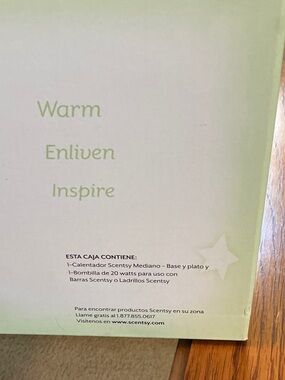 Warm
Enliven
Inspire
ESTA CAJA CONTIENE:
1-Calentador Scentsy Mediano – Base y plato y
1-Bombilla de 20 watts para uso con
Barras Scentsy o Ladrillos Scentsy
Para encontrar productos Scentsy en su zona
Llame gratis al 1.877.855.0617
Visítenos en www.scentsy.com